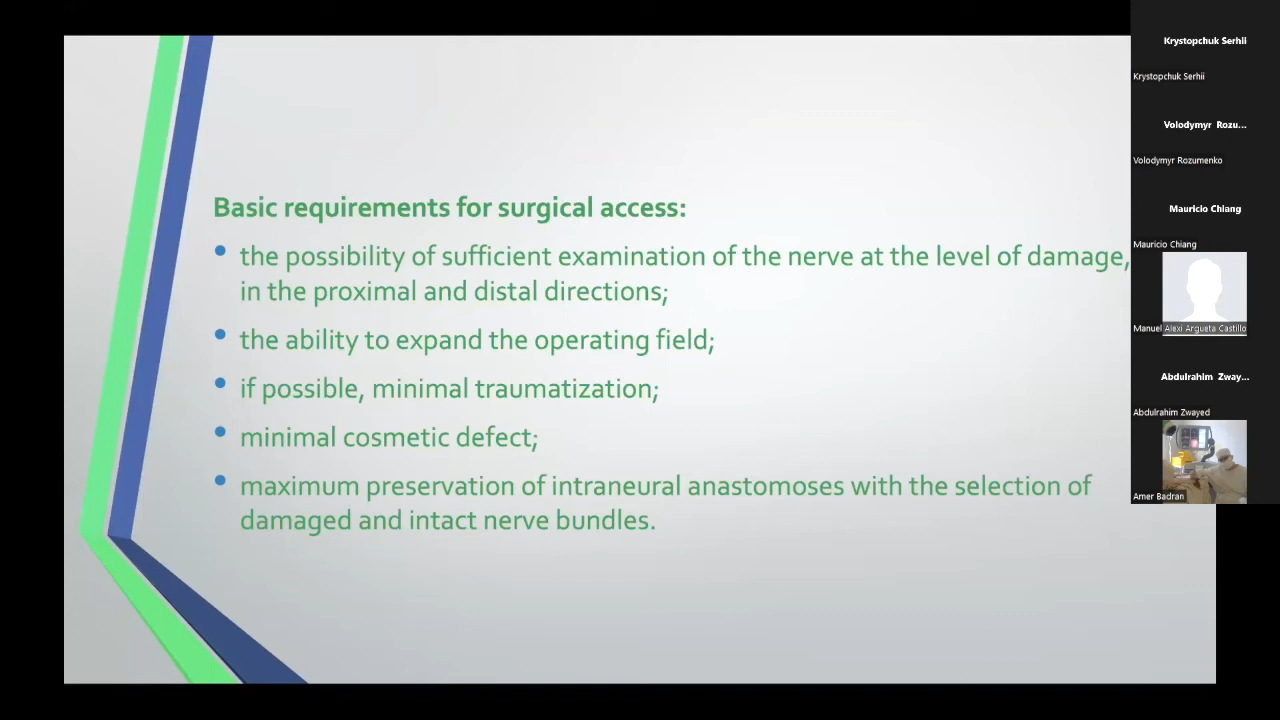 Basic requirements for surgical access:
the possibility of sufficient examination of the nerve at the level of damage,
in the proximal and distal directions;
the ability to expand the operating field;
if possible, minimal traumatization;
minimal cosmetic defect;
maximum preservation of intraneural anastomoses with the selection of
damaged and intact nerve bundles.
Krystopchuk Serhii
Krystopchuk Serhii
Volodymyr Rozu...
Volodymyr Rozumenko
Mauricio Chiang
Mauricio Chiang
Manuel Alexi Argueta Castillo
Abdulrahim Zway...
Abdulrahim Zwayed
Amer Badran